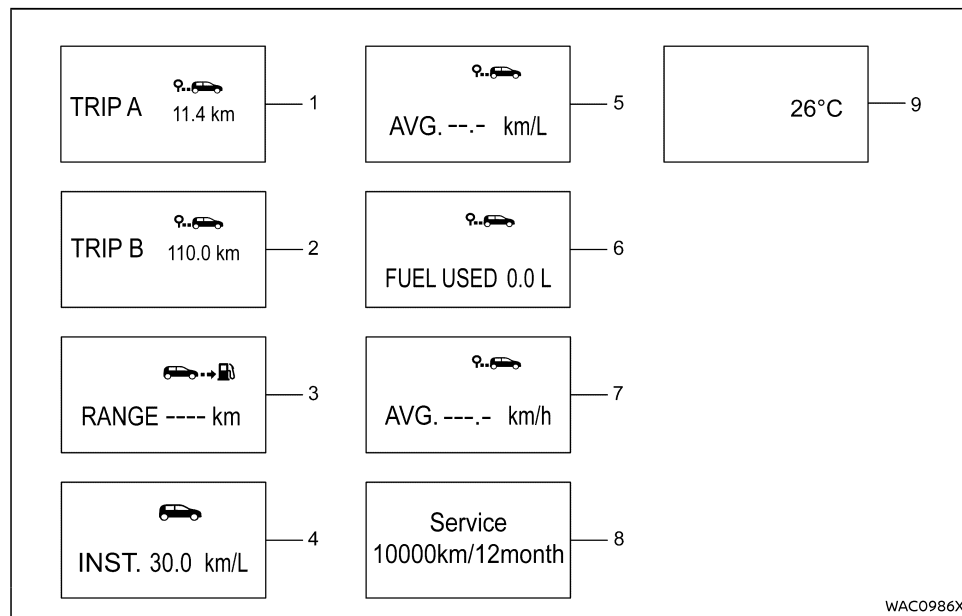 TRIP A 11.4 km
1
TRIP B 110.0 km
2
RANGE ---- km
3
INST. 30.0 km/L
4
AVG. --.- km/L
5
FUEL USED 0.0 L
6
AVG. ---.- km/h
7
Service
10000km/12month
8
26°C
9
WAC0986X